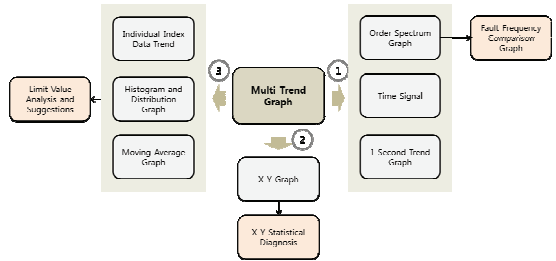 Individual Index
Data Trend
Histogram and
Distribution
Graph
Moving Average
Graph
Limit Value
Analysis and
Suggestions
3
Multi Trend
Graph
1
2
X Y Graph
X Y Statistical
Diagnosis
Order Spectrum
Graph
Time Signal
1 Second Trend
Graph
Fault Frequency
Comparison
Graph